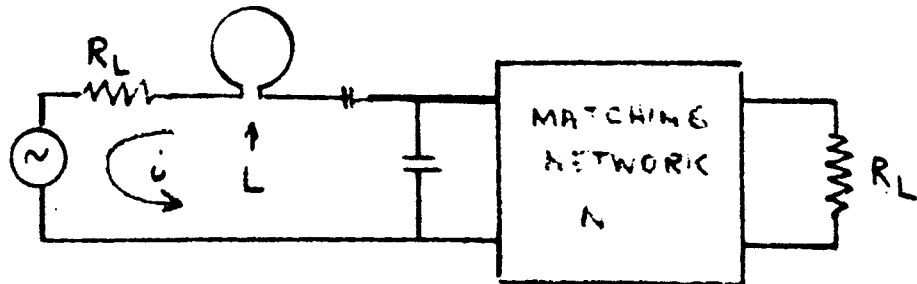 R_L
i
L
MATCHING
NETWORK
N
R_L